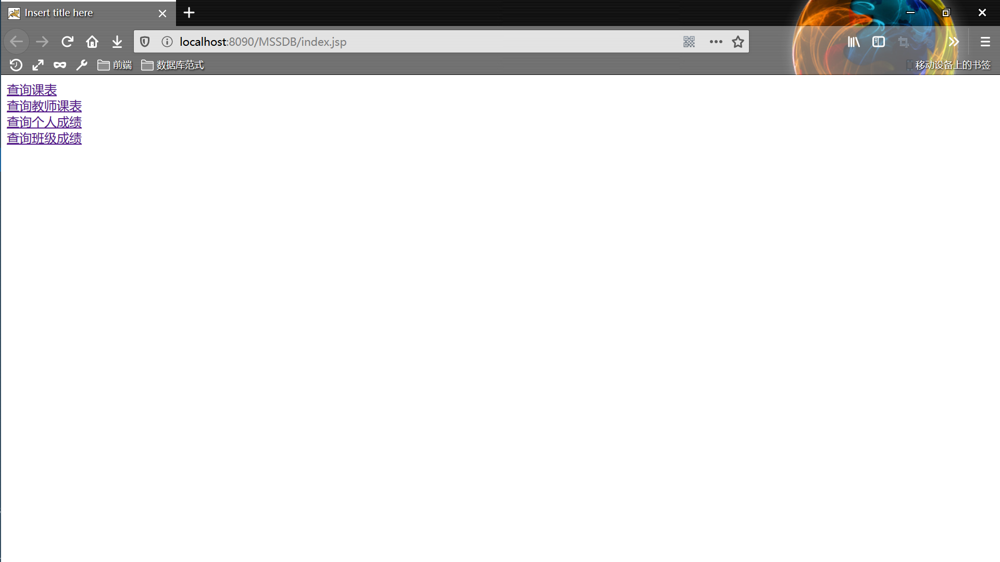 Insert title here
localhost:8090/MSSDB/index.jsp
前端 数据库范式 移动设备上的书签
查询课表
查询教师课表
查询个人成绩
查询班级成绩